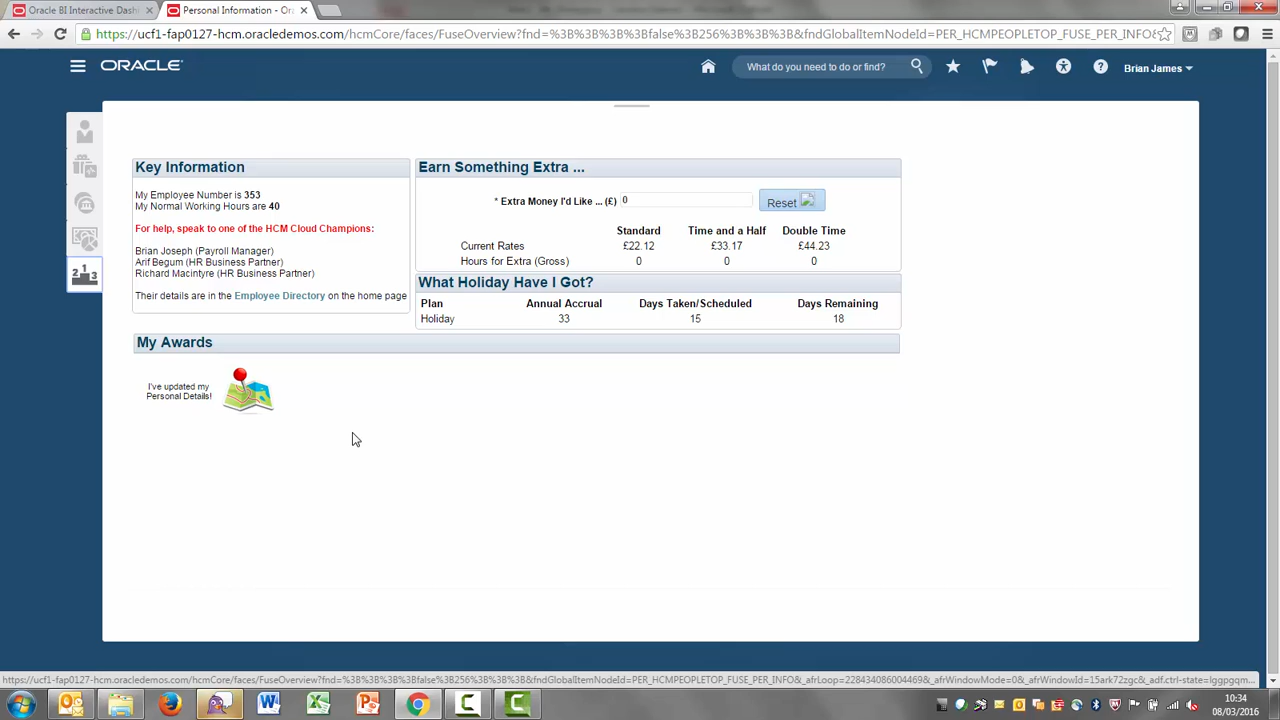 Oracle BI Interactive Dash
Personal Information - Or
https://ucf1-fap0127-hcm.oracledemos.com/hcmCore/faces/FuseOverview?fnd=%3B%3B%3B%3Bfalse%3B256%3B%3B%3B&fndGlobalItemNodeId=PER_HCMPEOPLETOP_FUSE_PER_INFO&
ORACLE
What do you need to do or find?
Brian James
Key Information
My Employee Number is 353
My Normal Working Hours are 40
For help, speak to one of the HCM Cloud Champions:
Brian Joseph (Payroll Manager)
Arif Begum (HR Business Partner)
Richard Macintyre (HR Business Partner)
Their details are in the Employee Directory on the home page
Earn Something Extra ...
* Extra Money I'd Like ... (£) 0 Reset
Standard Time and a Half Double Time
Current Rates £22.12 £33.17 £44.23
Hours for Extra (Gross) 0 0 0
What Holiday Have I Got?
Plan Annual Accrual Days Taken/Scheduled Days Remaining
Holiday 33 15 18
My Awards
I've updated my
Personal Details!
2 1 3
10:34
08/03/2016